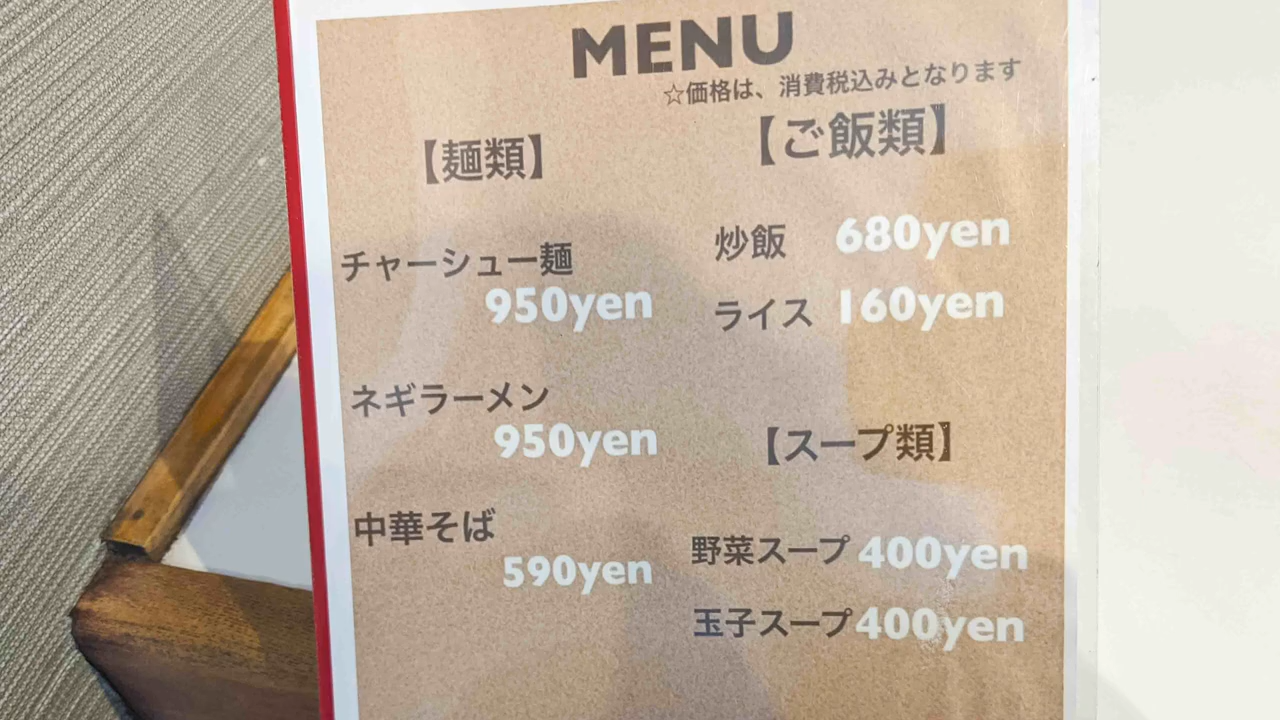 MENU
☆価格は、消費税込みとなります
【麺類】
チャーシュー麺
950yen
ネギラーメン
950yen
中華そば
590yen
【ご飯類】
炒飯 680yen
ライス 160yen
【スープ類】
野菜スープ 400yen
玉子スープ 400yen